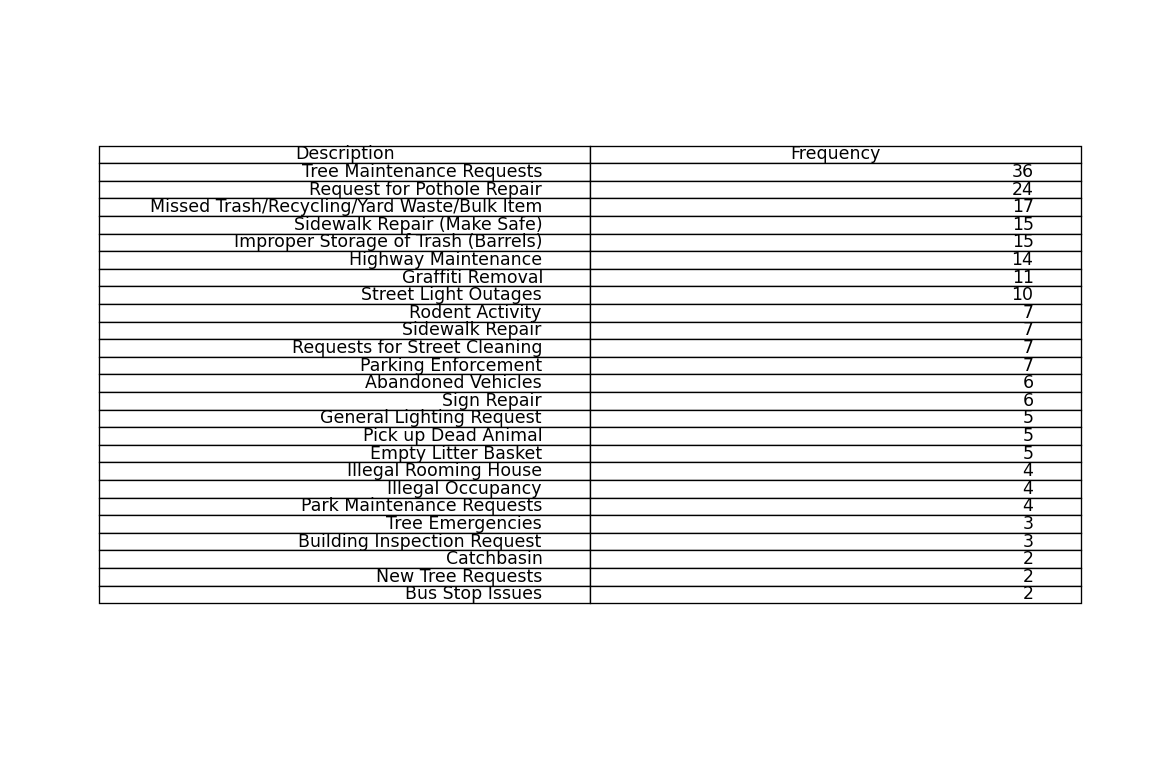 Description Frequency
Tree Maintenance Requests 36
Request for Pothole Repair 24
Missed Trash/Recycling/Yard Waste/Bulk Item 17
Sidewalk Repair (Make Safe) 15
Improper Storage of Trash (Barrels) 15
Highway Maintenance 14
Graffiti Removal 11
Street Light Outages 10
Rodent Activity 7
Sidewalk Repair 7
Requests for Street Cleaning 7
Parking Enforcement 7
Abandoned Vehicles 6
Sign Repair 6
General Lighting Request 5
Pick up Dead Animal 5
Empty Litter Basket 5
Illegal Rooming House 4
Illegal Occupancy 4
Park Maintenance Requests 4
Tree Emergencies 3
Building Inspection Request 3
Catchbasin 2
New Tree Requests 2
Bus Stop Issues 2